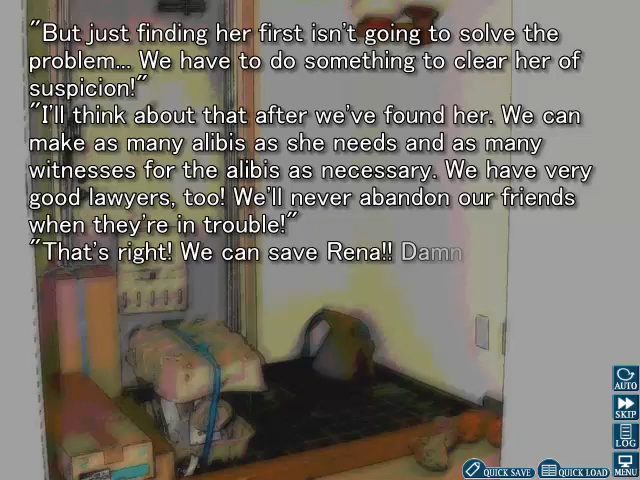 "But just finding her first isn't going to solve the
problem... We have to do something to clear her of
suspicion!"
"I'll think about that after we've found her. We can
make as many alibis as she needs and as many
witnesses for the alibis as necessary. We have very
good lawyers, too! We'll never abandon our friends
when they're in trouble!"
"That's right! We can save Rena!! Damn
AUTO
SKIP
LOG
MENU
QUICK SAVE
QUICK LOAD